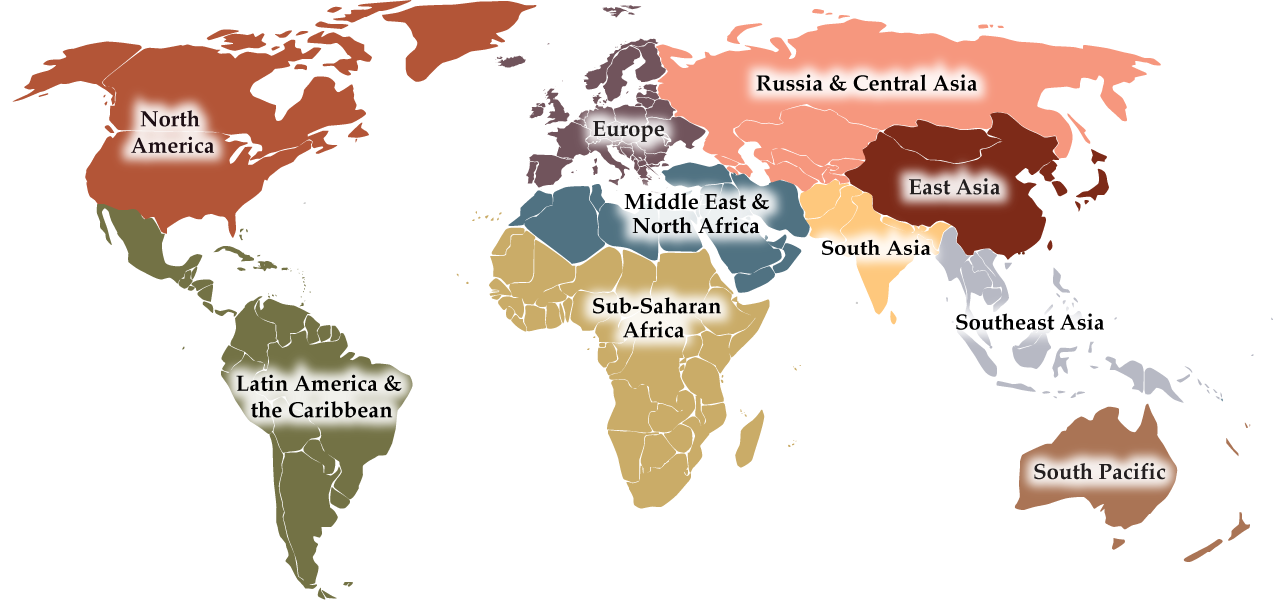 North
America
Europe
Russia & Central Asia
East Asia
Middle East &
North Africa
South Asia
Sub-Saharan
Africa
Southeast Asia
Latin America &
the Caribbean
South Pacific